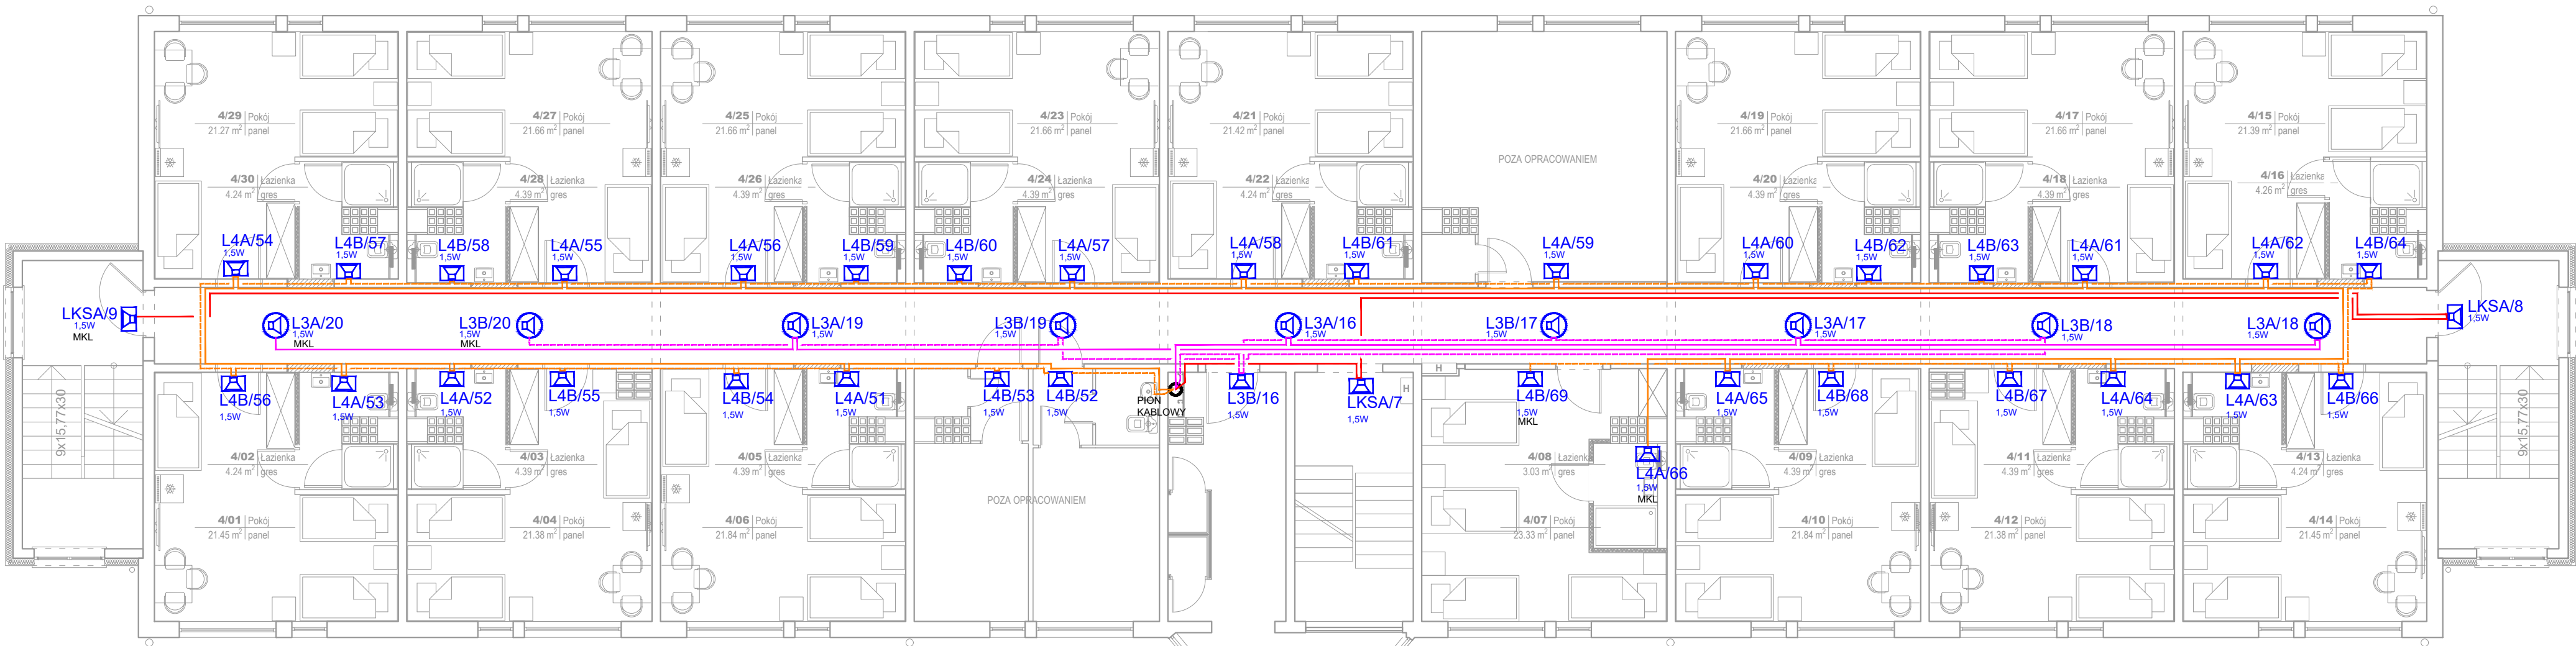 4/29 Pokój
21.27 m² panel
4/27 Pokój
21.66 m² panel
4/25 Pokój
21.66 m² panel
4/23 Pokój
21.66 m² panel
4/21 Pokój
21.42 m² panel
POZA OPRACOWANIEM
4/19 Pokój
21.66 m² panel
4/17 Pokój
21.66 m² panel
4/15 Pokój
21.39 m² panel
4/30 Łazienka
4.24 m² gres
4/28 Łazienka
4.39 m² gres
4/26 Łazienka
4.39 m² gres
4/24 Łazienka
4.39 m² gres
4/22 Łazienka
4.24 m² gres
4/20 Łazienka
4.39 m² gres
4/18 Łazienka
4.39 m² gres
4/16 Łazienka
4.26 m² gres
L4A/54
1,5W
L4B/57
1,5W
L4B/58
1,5W
L4A/55
1,5W
L4A/56
1,5W
L4B/59
1,5W
L4B/60
1,5W
L4A/57
1,5W
L4A/58
1,5W
L4B/61
1,5W
L4A/59
1,5W
L4A/60
1,5W
L4B/62
1,5W
L4B/63
1,5W
L4A/61
1,5W
L4A/62
1,5W
L4B/64
1,5W
LKSA/9
1,5W
MKL
L3A/20
1,5W
MKL
L3B/20
1,5W
MKL
L3A/19
1,5W
L3B/19
1,5W
L3A/16
1,5W
L3B/17
1,5W
L3A/17
1,5W
L3B/18
1,5W
L3A/18
1,5W
LKSA/8
1,5W
L4B/56
1,5W
L4A/53
1,5W
L4A/52
1,5W
L4B/55
1,5W
L4B/54
1,5W
L4A/51
1,5W
L4B/53
1,5W
L4B/52
1,5W
PION
KABLOWY
L3B/16
1,5W
LKSA/7
1,5W
H
H
L4B/69
1,5W
MKL
L4A/66
1,5W
MKL
L4A/65
1,5W
L4B/68
1,5W
L4B/67
1,5W
L4A/64
1,5W
L4A/63
1,5W
L4B/66
1,5W
9x15,77x30
9x15,77x30
4/02 Łazienka
4.24 m² gres
4/03 Łazienka
4.39 m² gres
4/05 Łazienka
4.39 m² gres
4/08 Łazienka
3.03 m² gres
4/09 Łazienka
4.39 m² gres
4/11 Łazienka
4.39 m² gres
4/13 Łazienka
4.24 m² gres
POZA OPRACOWANIEM
4/01 Pokój
21.45 m² panel
4/04 Pokój
21.38 m² panel
4/06 Pokój
21.84 m² panel
4/07 Pokój
23.33 m² panel
4/10 Pokój
21.84 m² panel
4/12 Pokój
21.38 m² panel
4/14 Pokój
21.45 m² panel